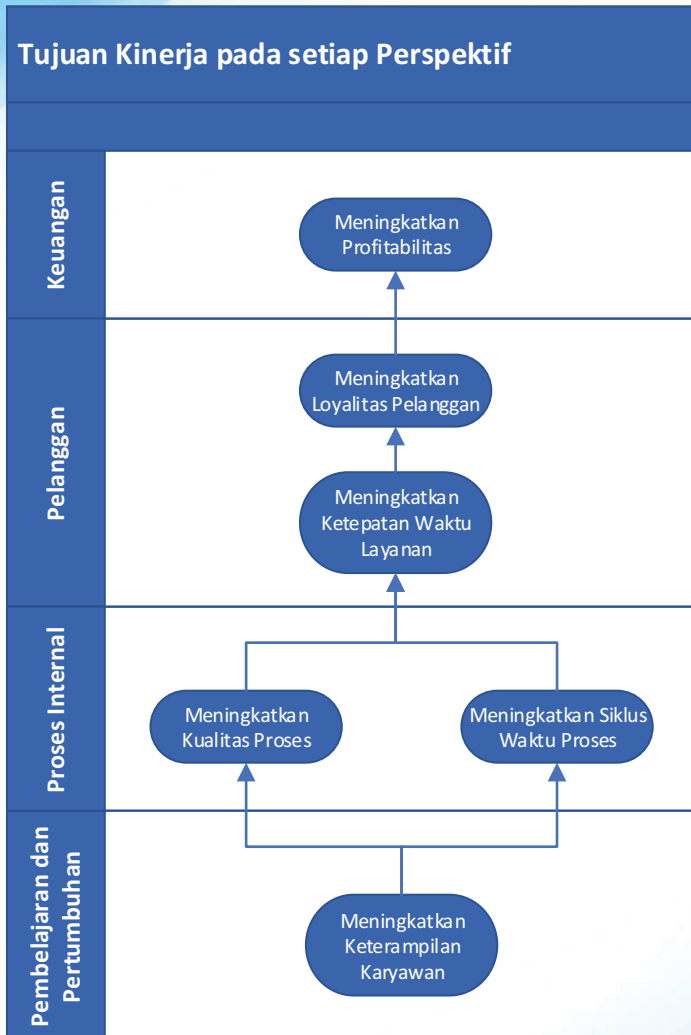 Tujuan Kinerja pada setiap Perspektif
Keuangan
Meningkatkan
Profitabilitas
Pelanggan
Meningkatkan
Loyalitas Pelanggan
Meningkatkan
Ketepatan Waktu
Layanan
Proses Internal
Meningkatkan
Kualitas Proses
Meningkatkan Siklus
Waktu Proses
Pembelajaran dan
Pertumbuhan
Meningkatkan
Keterampilan
Karyawan